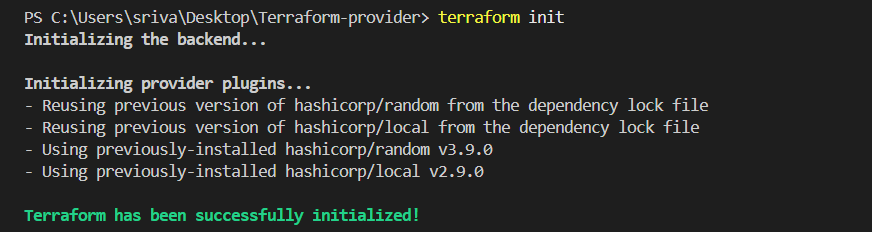 PS C:\Users\sriva\Desktop\Terraform-provider> terraform init
Initializing the backend...
Initializing provider plugins...
- Reusing previous version of hashicorp/random from the dependency lock file
- Reusing previous version of hashicorp/local from the dependency lock file
- Using previously-installed hashicorp/random v3.9.0
- Using previously-installed hashicorp/local v2.9.0
Terraform has been successfully initialized!